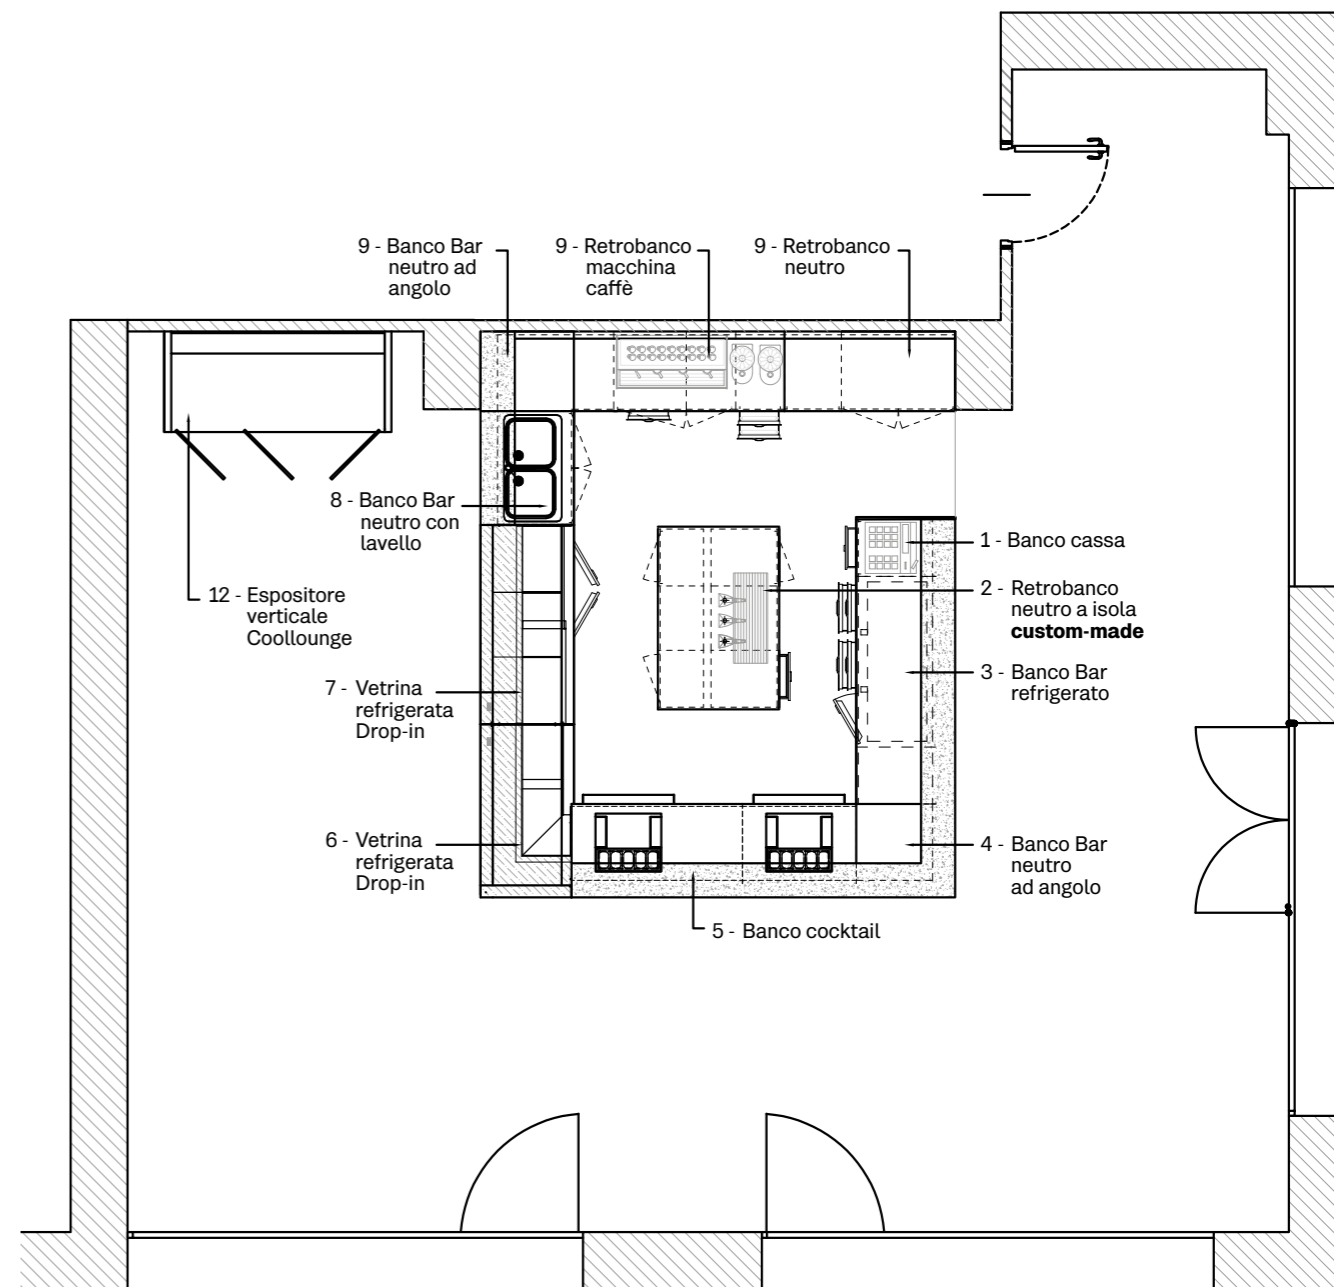 9 - Banco Bar
neutro ad
angolo
9 - Retrobanco
macchina
caffè
9 - Retrobanco
neutro
8 - Banco Bar
neutro con
lavello
1 - Banco cassa
12 - Espositore
verticale
Coollounge
2 - Retrobanco
neutro a isola
custom-made
3 - Banco Bar
refrigerato
7 - Vetrina
refrigerata
Drop-in
6 - Vetrina
refrigerata
Drop-in
4 - Banco Bar
neutro
ad angolo
5 - Banco cocktail